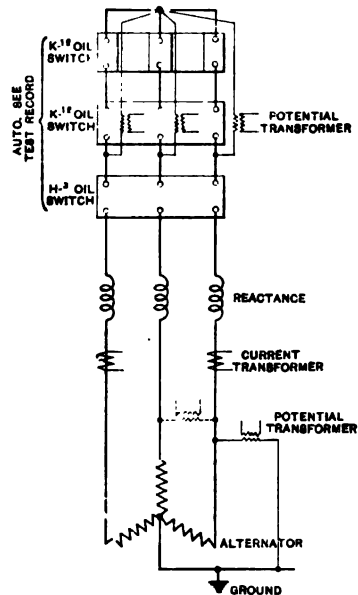 K-12 OIL
SWITCH
AUTO. SEE
TEST RECORD
K-12 OIL
SWITCH
POTENTIAL
TRANSFORMER
H-3 OIL
SWITCH
REACTANCE
CURRENT
TRANSFORMER
POTENTIAL
TRANSFORMER
ALTERNATOR
GROUND